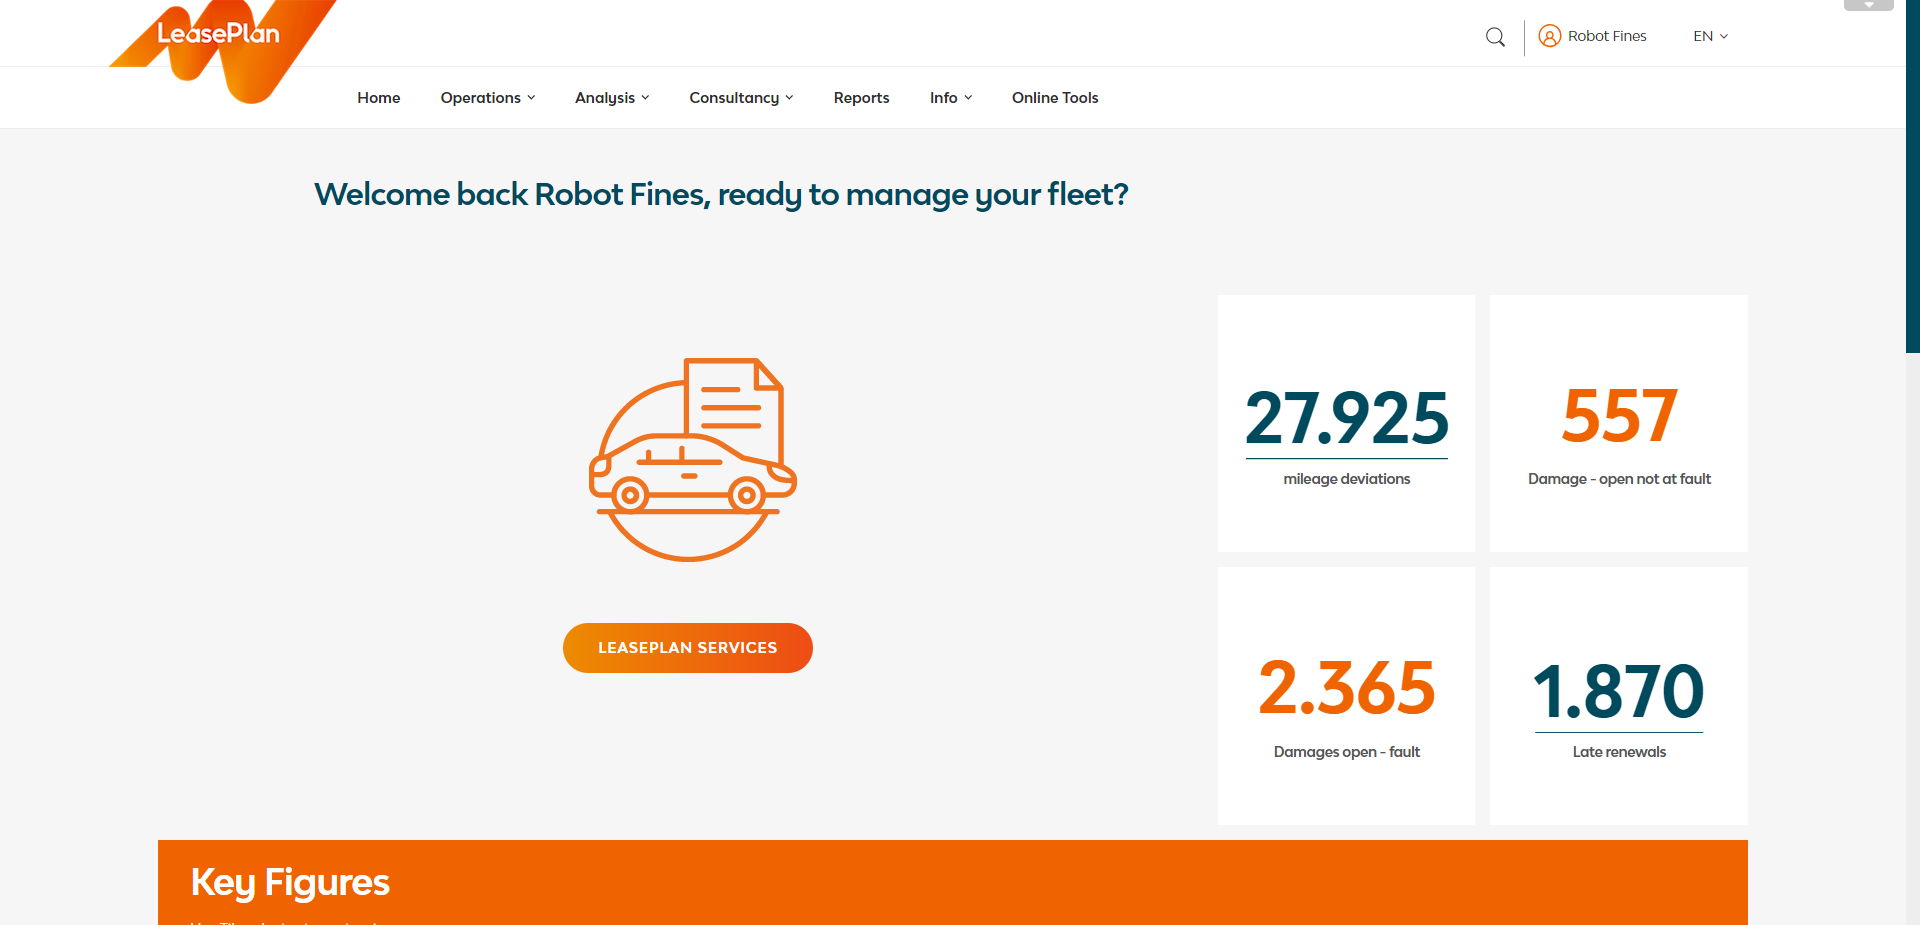 LeasePlan
Robot Fines
EN
Home
Operations
Analysis
Consultancy
Reports
Info
Online Tools
Welcome back Robot Fines, ready to manage your fleet?
27.925
mileage deviations
557
Damage - open not at fault
LEASEPLAN SERVICES
2.365
Damages open - fault
1.870
Late renewals
Key Figures